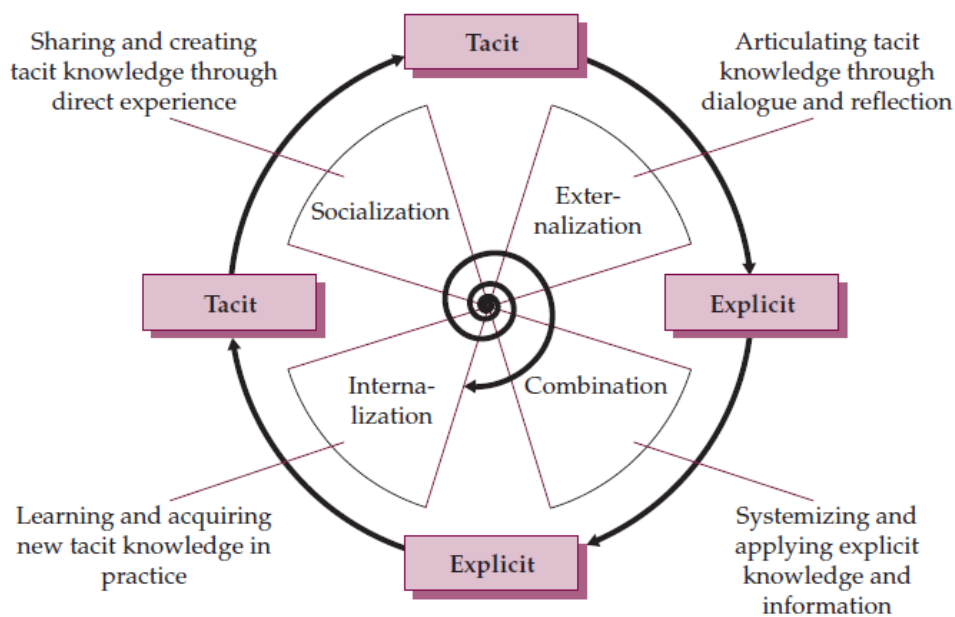 Sharing and creating
tacit knowledge through
direct experience
Tacit
Articulating tacit
knowledge through
dialogue and reflection
Socialization
Exter-
nalization
Tacit
Explicit
Interna-
lization
Combination
Learning and acquiring
new tacit knowledge in
practice
Explicit
Systemizing and
applying explicit
knowledge and
information